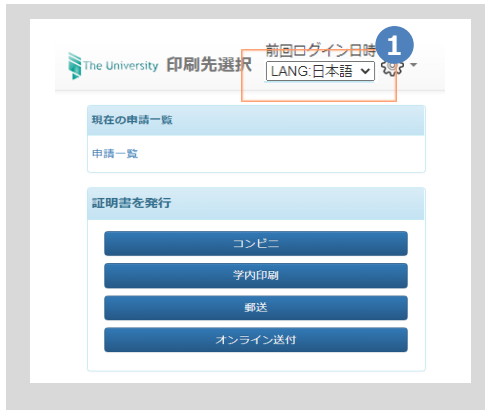 前回ログイン日時
1
The University 印刷先選択 LANG:日本語
現在の申請一覧
申請一覧
証明書を発行
コンビニ
学内印刷
郵送
オンライン送付